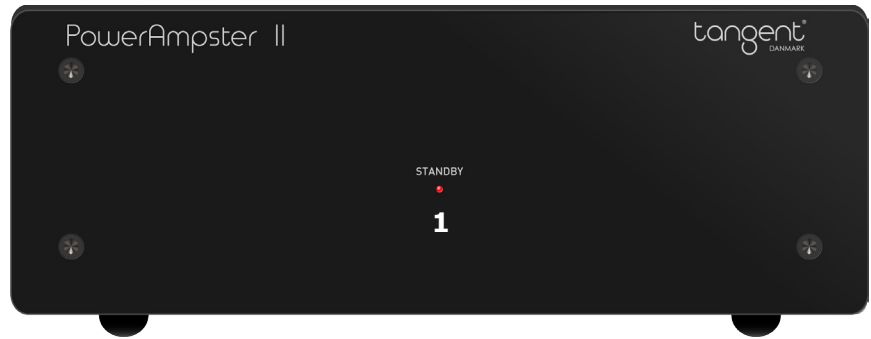 PowerAmpster II
tangent®
DANMARK
STANDBY
1